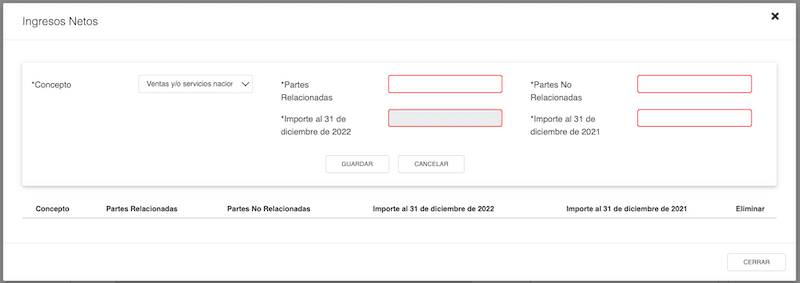 Ingresos Netos
*Concepto
Ventas y/o servicios nacior
*Partes
Relacionadas
*Partes No
Relacionadas
*Importe al 31 de
diciembre de 2022
*Importe al 31 de
diciembre de 2021
GUARDAR
CANCELAR
Concepto Partes Relacionadas Partes No Relacionadas Importe al 31 de diciembre de 2022 Importe al 31 de diciembre de 2021 Eliminar
CERRAR